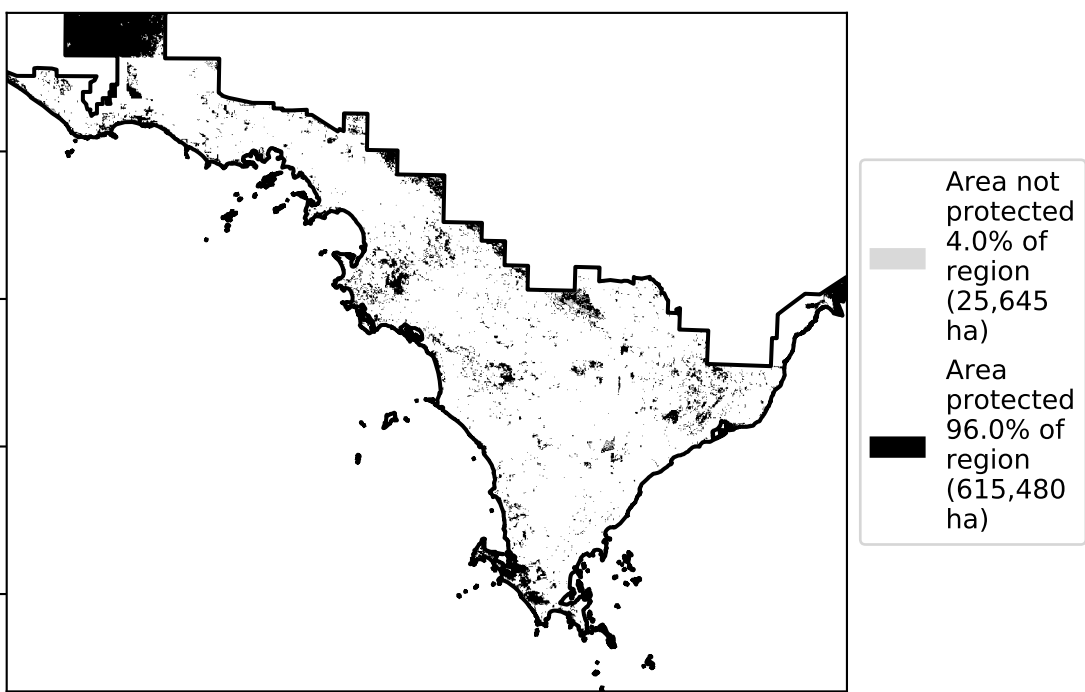 Area not
protected
4.0% of
region
(25,645
ha)
Area
protected
96.0% of
region
(615,480
ha)